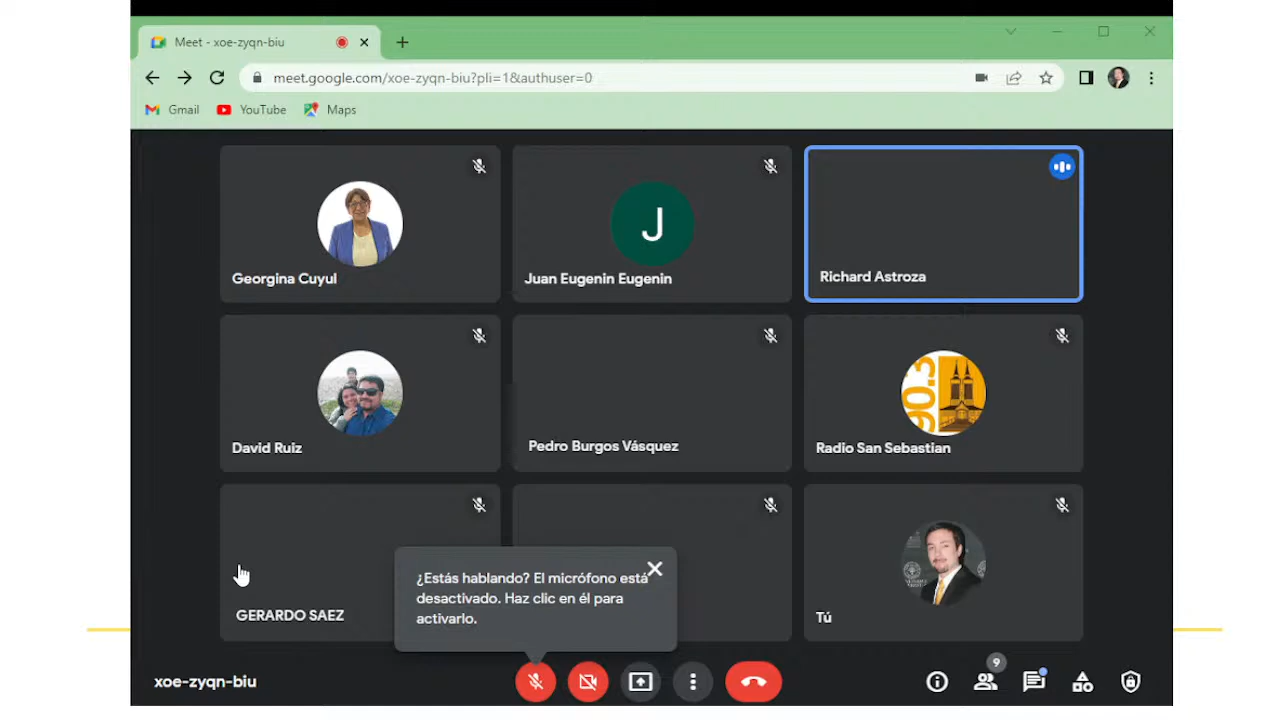 Meet - xoe-zyqn-biu
meet.google.com/xoe-zyqn-biu?pli=1&authuser=0
Gmail
YouTube
Maps
Georgina Cuyul
J
Juan Eugenin Eugenin
Richard Astroza
David Ruiz
Pedro Burgos Vásquez
90.3
Radio San Sebastian
GERARDO SAEZ
¿Estás hablando? El micrófono está
desactivado. Haz clic en él para
activarlo.
Tú
xoe-zyqn-biu
9